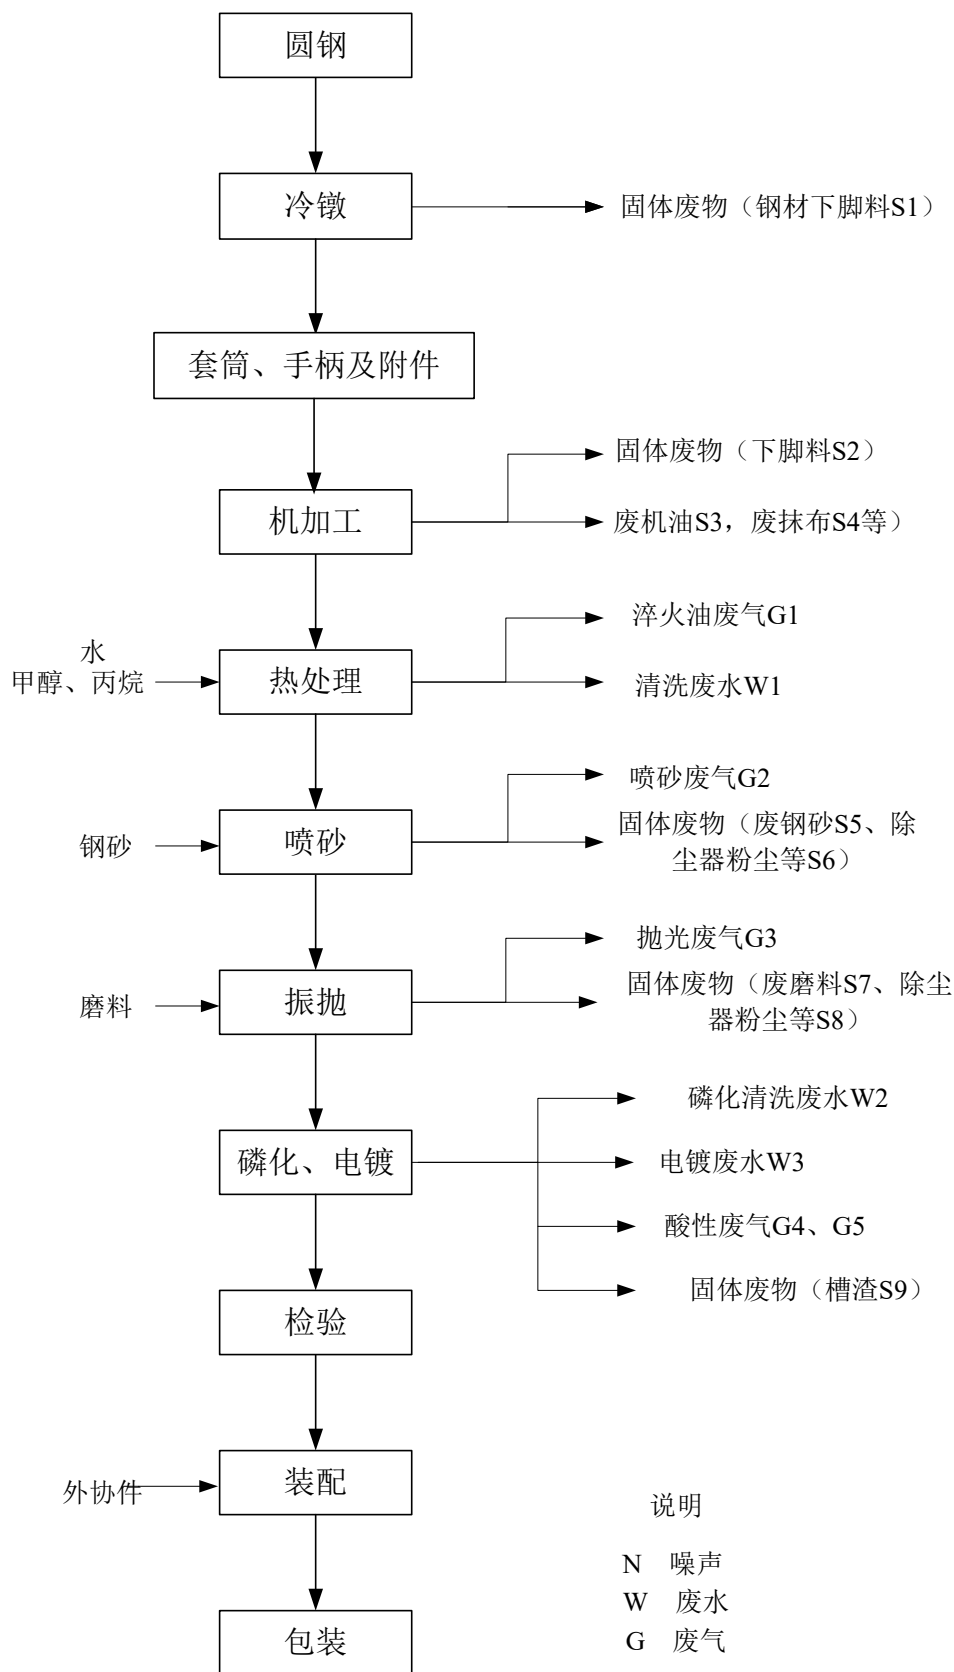 圆钢
冷镦
固体废物（钢材下脚料S1）
套筒、手柄及附件
固体废物（下脚料S2）
机加工
废机油S3，废抹布S4等）
淬火油废气G1
水
甲醇、丙烷
热处理
清洗废水W1
喷砂废气G2
钢砂
喷砂
固体废物（废钢砂S5、除
尘器粉尘等S6）
抛光废气G3
磨料
振抛
固体废物（废磨料S7、除尘
器粉尘等S8）
磷化清洗废水W2
磷化、电镀
电镀废水W3
酸性废气G4、G5
固体废物（槽渣S9）
检验
外协件
装配
说明
N 噪声
W 废水
G 废气
包装